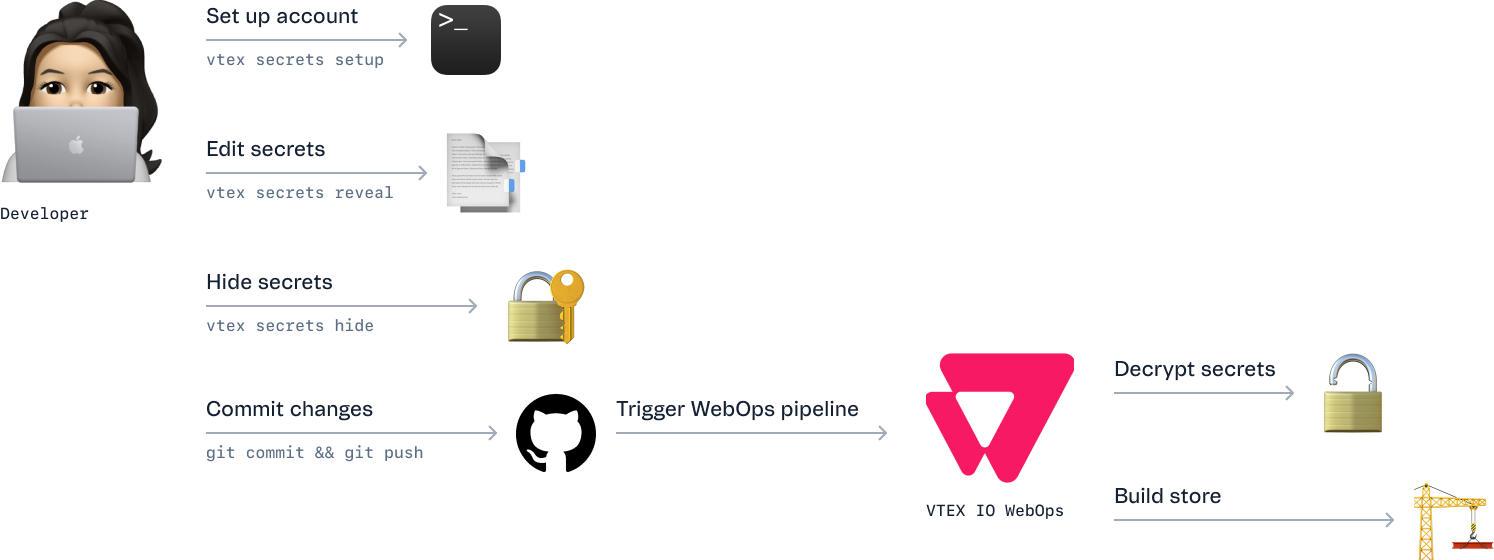 Set up account
>_
vtex secrets setup
Edit secrets
vtex secrets reveal
Developer
Hide secrets
vtex secrets hide
Commit changes
git commit && git push
Trigger WebOps pipeline
VTEX IO WebOps
Decrypt secrets
Build store